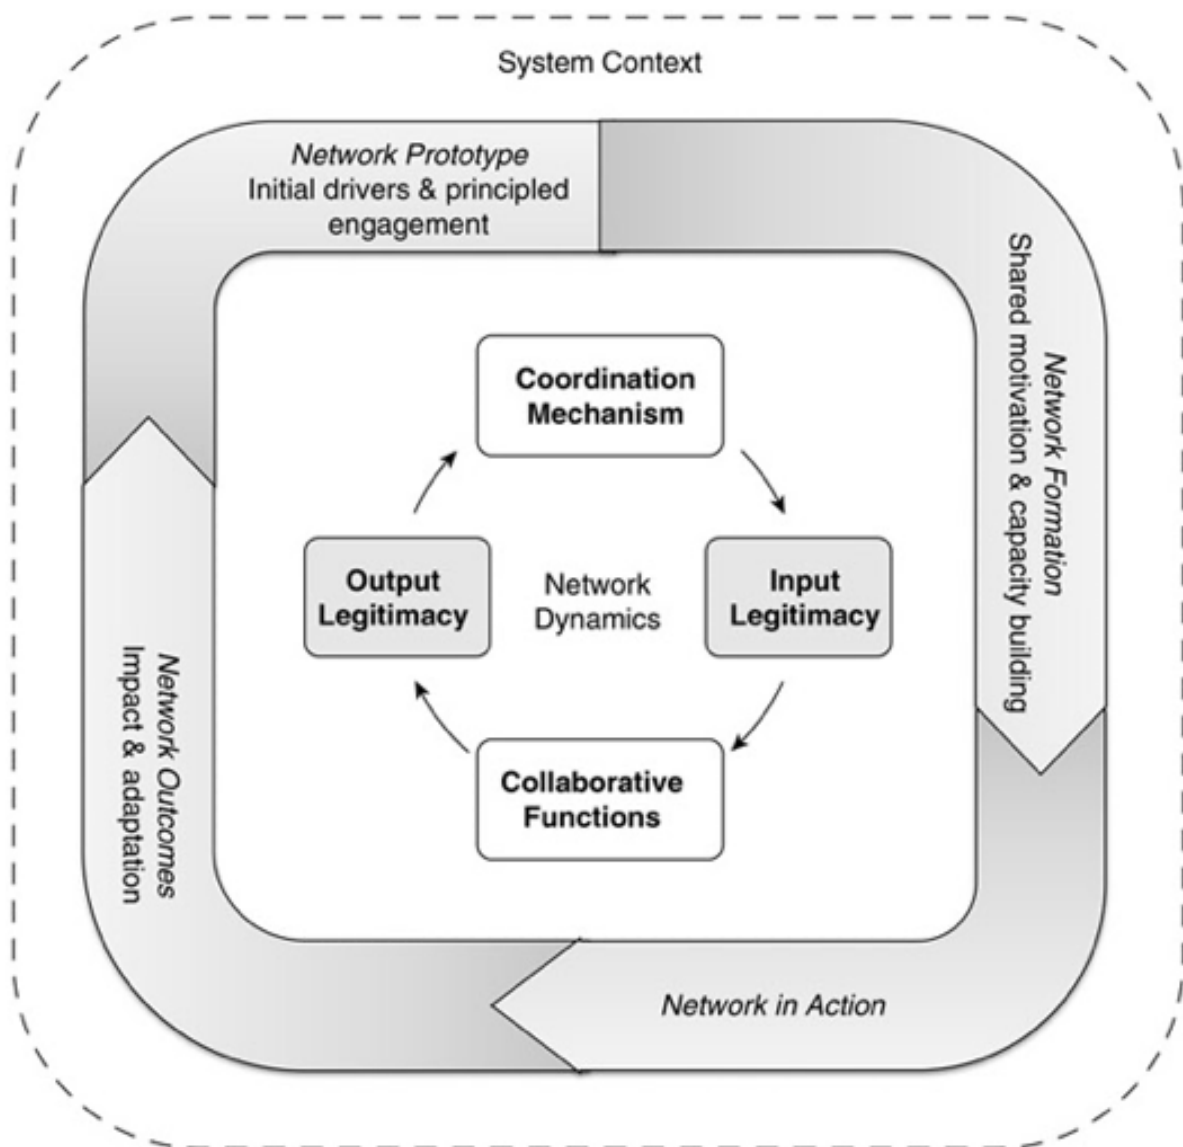 System Context
Network Prototype
Initial drivers & principled
engagement
Network Formation
Shared motivation & capacity building
Coordination
Mechanism
Output
Legitimacy
Network
Dynamics
Input
Legitimacy
Collaborative
Functions
Network Outcomes
Impact & adaptation
Network in Action